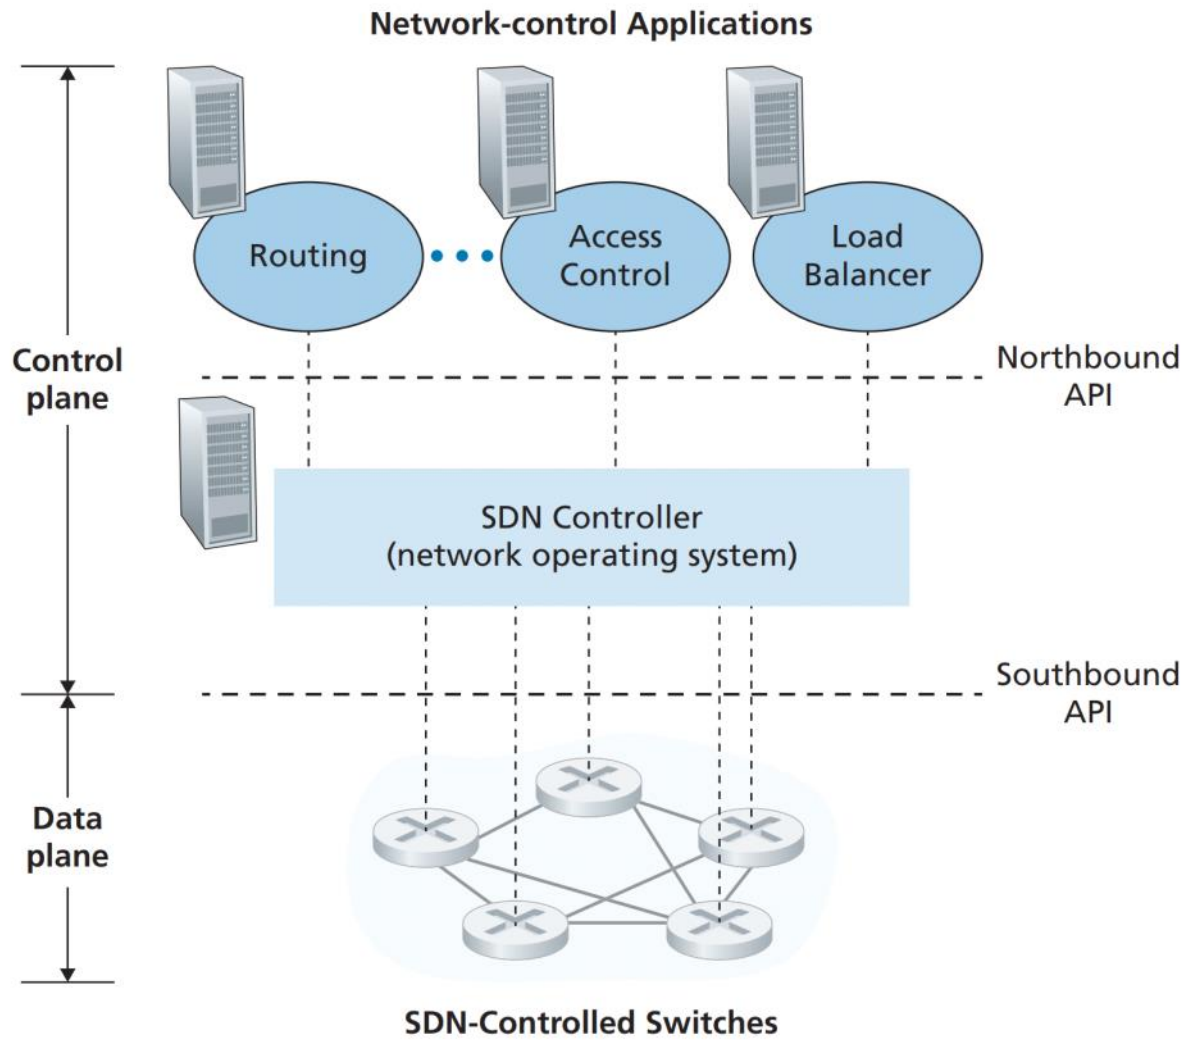 Network-control Applications
Routing
Access
Control
Load
Balancer
Control
plane
Northbound
API
SDN Controller
(network operating system)
Southbound
API
Data
plane
SDN-Controlled Switches